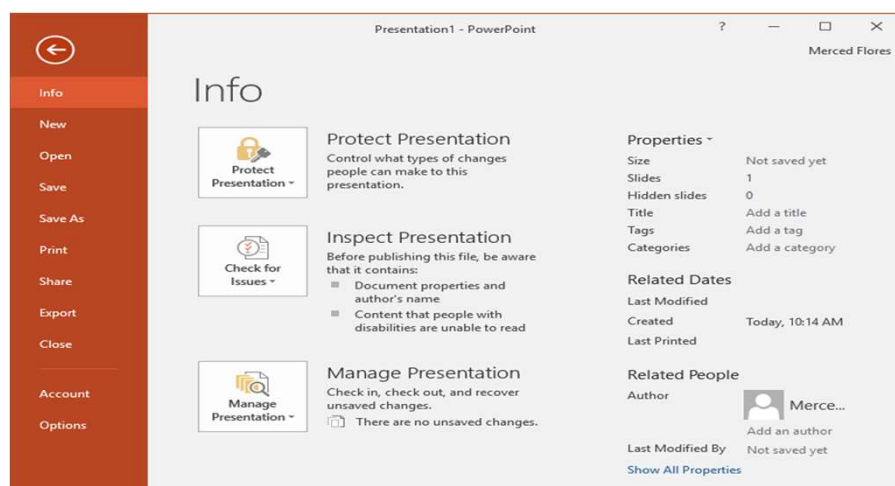 Presentation1 - PowerPoint
?
Merced Flores
Info
New
Open
Save
Save As
Print
Share
Export
Close
Account
Options
Info
Protect
Presentation
Protect Presentation
Control what types of changes
people can make to this
presentation.
Check for
Issues
Inspect Presentation
Before publishing this file, be aware
that it contains:
Document properties and
author's name
Content that people with
disabilities are unable to read
Manage
Presentation
Manage Presentation
Check in, check out, and recover
unsaved changes.
There are no unsaved changes.
Properties
Size Not saved yet
Slides 1
Hidden slides 0
Title Add a title
Tags Add a tag
Categories Add a category
Related Dates
Last Modified
Created Today, 10:14 AM
Last Printed
Related People
Author Merce...
Add an author
Last Modified By Not saved yet
Show All Properties